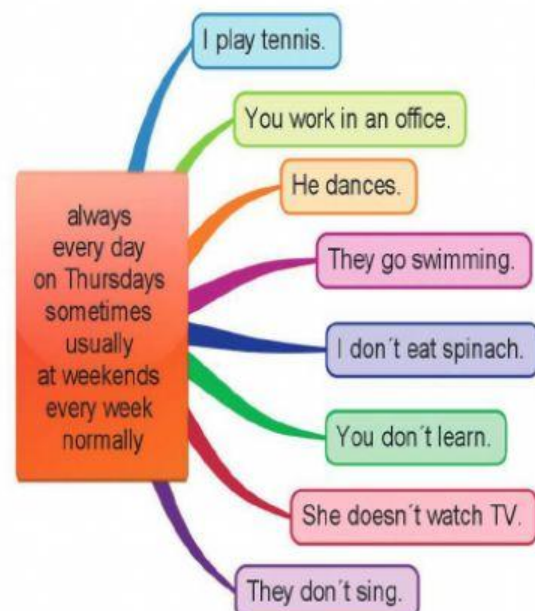 I play tennis.
You work in an office.
He dances.
always
every day
on Thursdays
sometimes
usually
at weekends
every week
normally
They go swimming.
I don´t eat spinach.
You don´t learn.
She doesn´t watch TV.
They don´t sing.